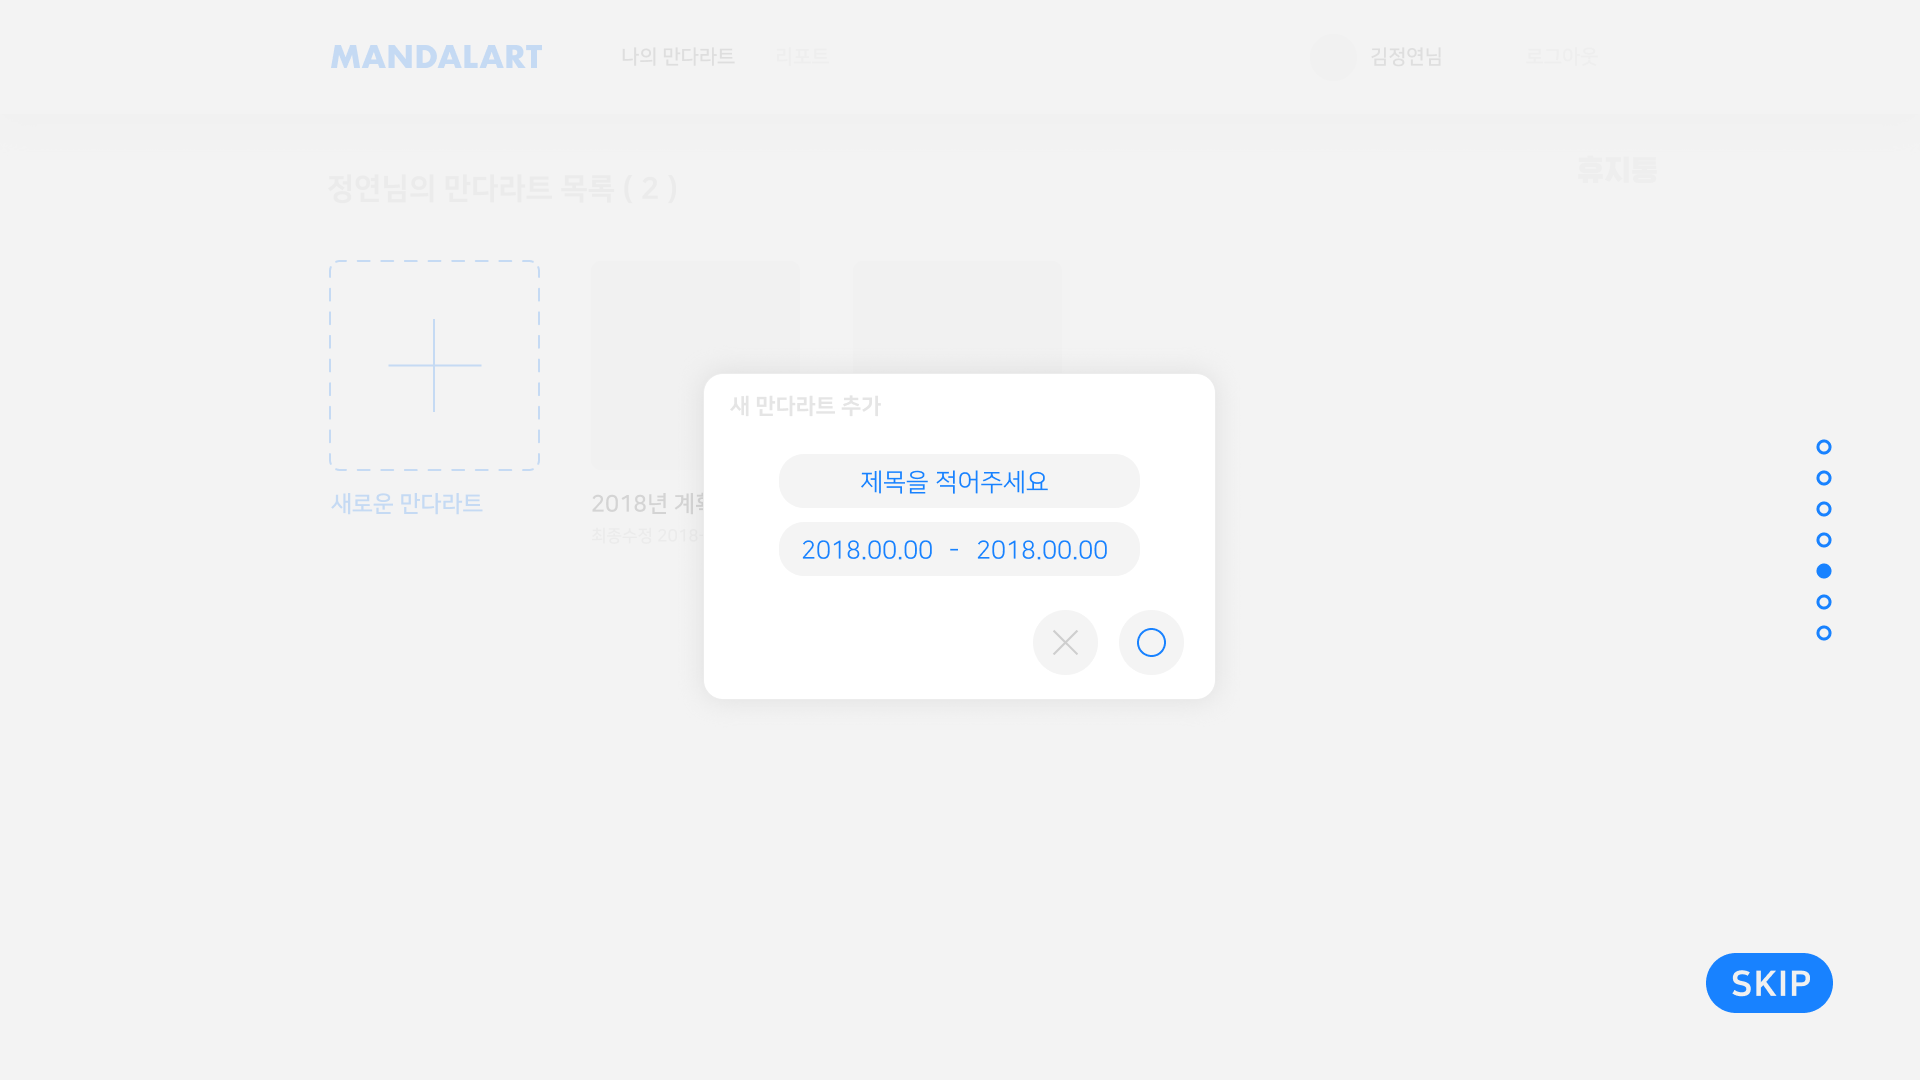 MANDALART 나의 만다라트 리포트 김정연님 로그아웃
휴지통
정연님의 만다라트 목록 ( 2 )
새 만다라트 추가
제목을 적어주세요
2018.00.00 - 2018.00.00
새로운 만다라트
2018년 계획
최종수정 2018
SKIP